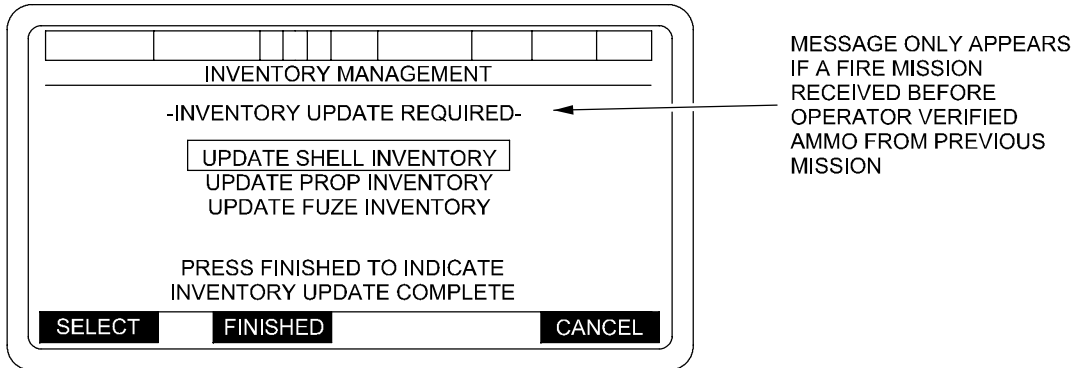 INVENTORY MANAGEMENT
-INVENTORY UPDATE REQUIRED-
UPDATE SHELL INVENTORY
UPDATE PROP INVENTORY
UPDATE FUZE INVENTORY
PRESS FINISHED TO INDICATE
INVENTORY UPDATE COMPLETE
SELECT FINISHED CANCEL
MESSAGE ONLY APPEARS
IF A FIRE MISSION
RECEIVED BEFORE
OPERATOR VERIFIED
AMMO FROM PREVIOUS
MISSION